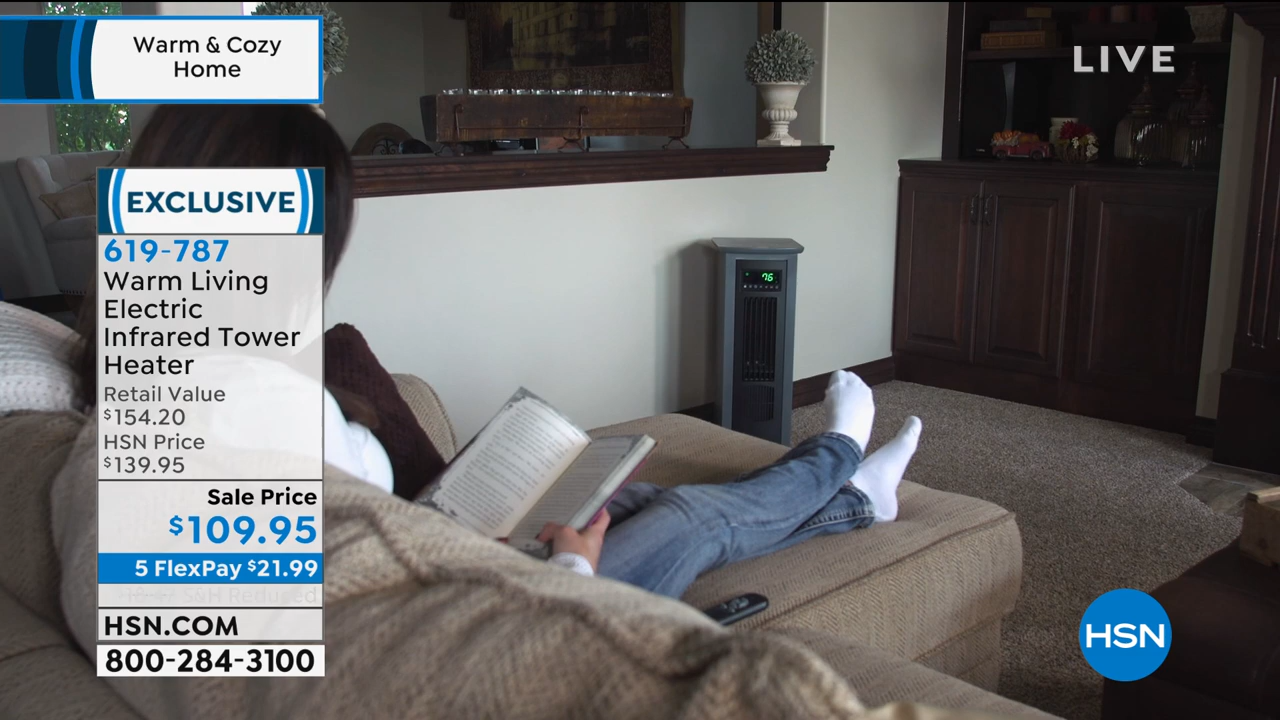 Warm & Cozy
Home
LIVE
EXCLUSIVE
619-787
Warm Living
Electric
Infrared Tower
Heater
Retail Value
$154.20
HSN Price
$139.95
Sale Price
$109.95
5 FlexPay $21.99
S&H Reduced
HSN.COM
800-284-3100
76
HSN